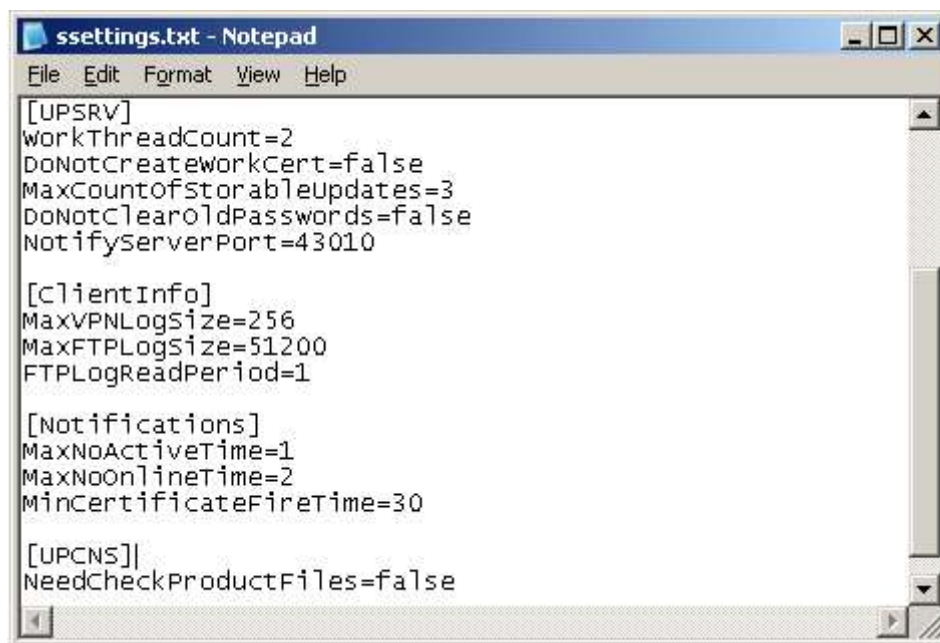 ssettings.txt - Notepad
File Edit Format View Help
[UPSRV]
WorkThreadCount=2
DoNotCreateWorkCert=false
MaxCountOfStorableUpdates=3
DoNotClearOldPasswords=false
NotifyServerPort=43010
[ClientInfo]
MaxVPNLogSize=256
MaxFTPLogSize=51200
FTPLogReadPeriod=1
[Notifications]
MaxNoActiveTime=1
MaxNoOnlineTime=2
MinCertificateFireTime=30
[UPCNS]
NeedCheckProductFiles=false